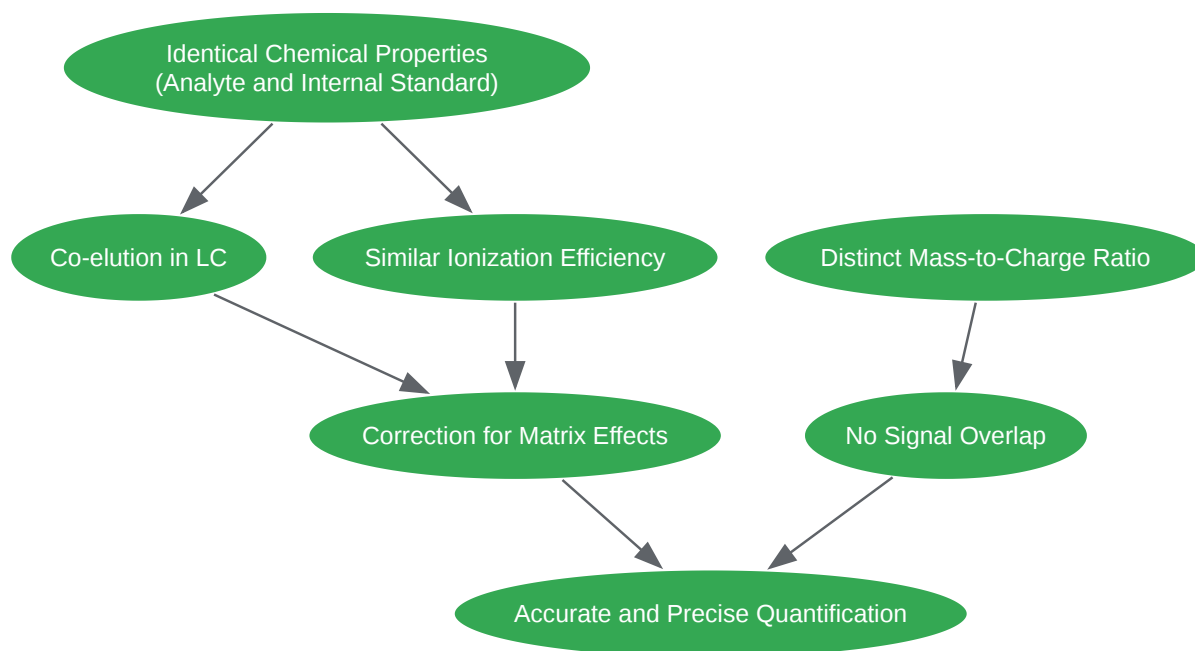 Identical Chemical Properties
(Analyte and Internal Standard)
Co-elution in LC
Similar Ionization Efficiency
Distinct Mass-to-Charge Ratio
Correction for Matrix Effects
No Signal Overlap
Accurate and Precise Quantification